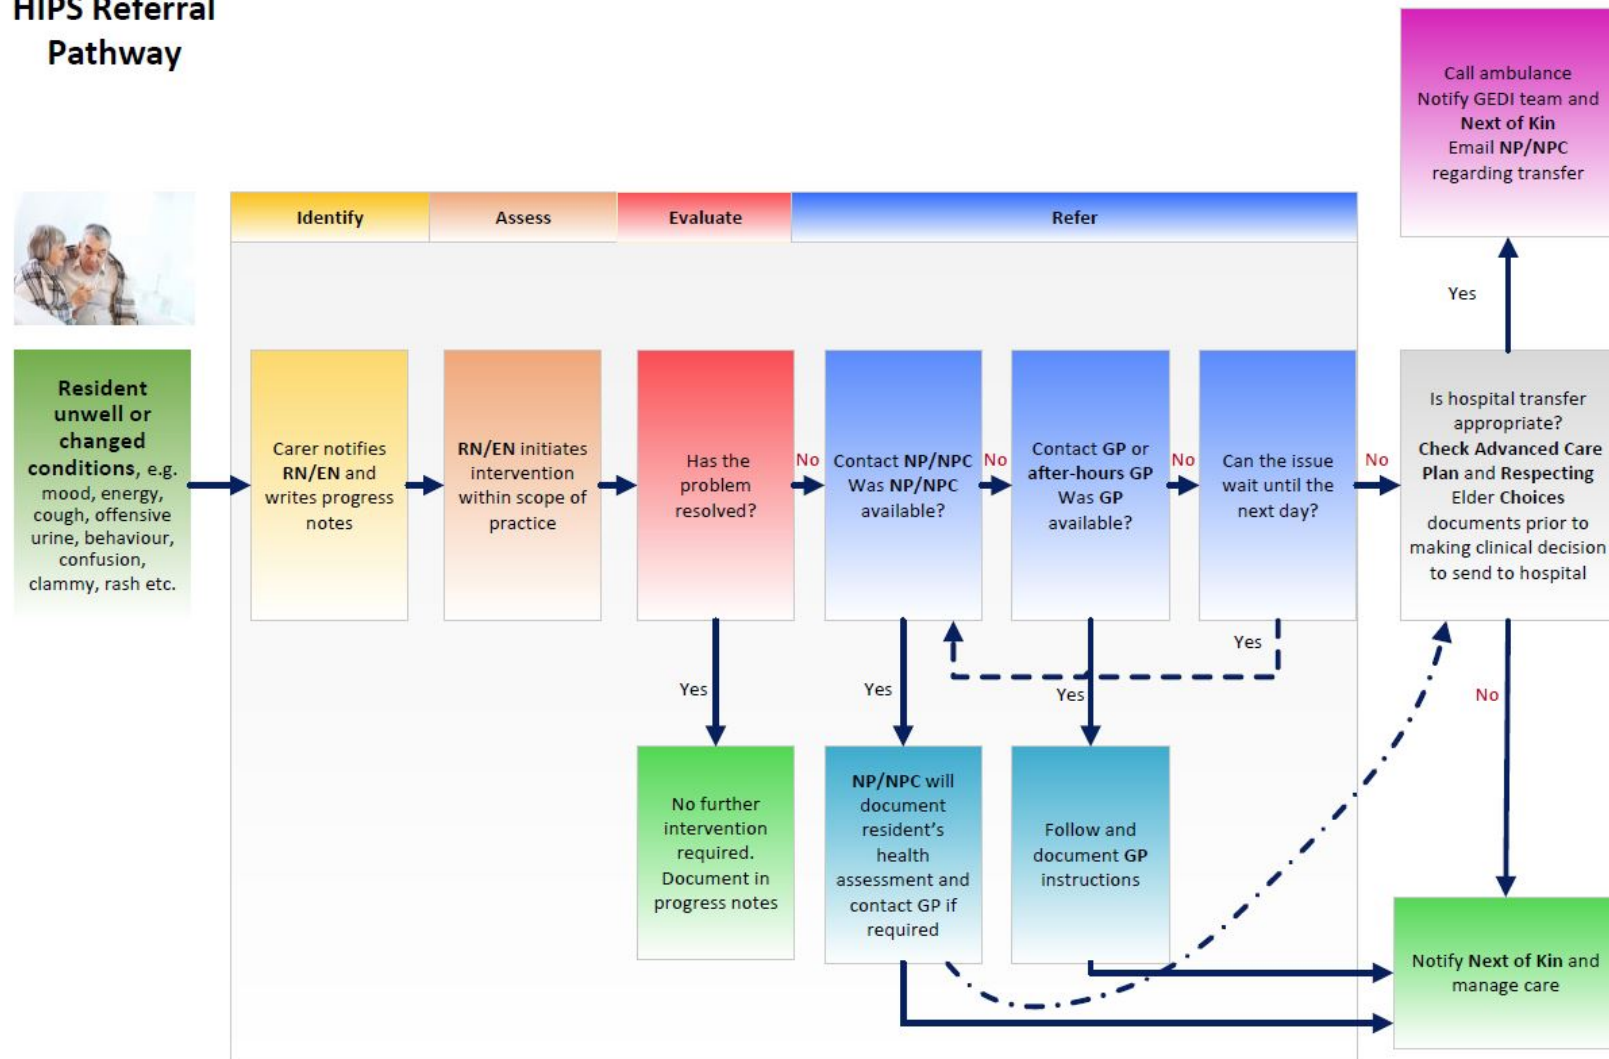 HIPS Referral
Pathway
Call ambulance
Notify GEDI team and
Next of Kin
Email NP/NPC
regarding transfer
Identify
Assess
Evaluate
Refer
Yes
Resident
unwell or
changed
conditions, e.g.
mood, energy,
cough, offensive
urine, behaviour,
confusion,
clammy, rash etc.
Carer notifies
RN/EN and
writes progress
notes
RN/EN initiates
intervention
within scope of
practice
Has the
problem
resolved?
No
Contact NP/NPC
Was NP/NPC
available?
No
Contact GP or
after-hours GP
Was GP
available?
No
Can the issue
wait until the
next day?
No
Is hospital transfer
appropriate?
Check Advanced Care
Plan and Respecting
Elder Choices
documents prior to
making clinical decision
to send to hospital
Yes
Yes
Yes
Yes
No
No further
intervention
required.
Document in
progress notes
NP/NPC will
document
resident's
health
assessment and
contact GP if
required
Follow and
document GP
instructions
Notify Next of Kin and
manage care